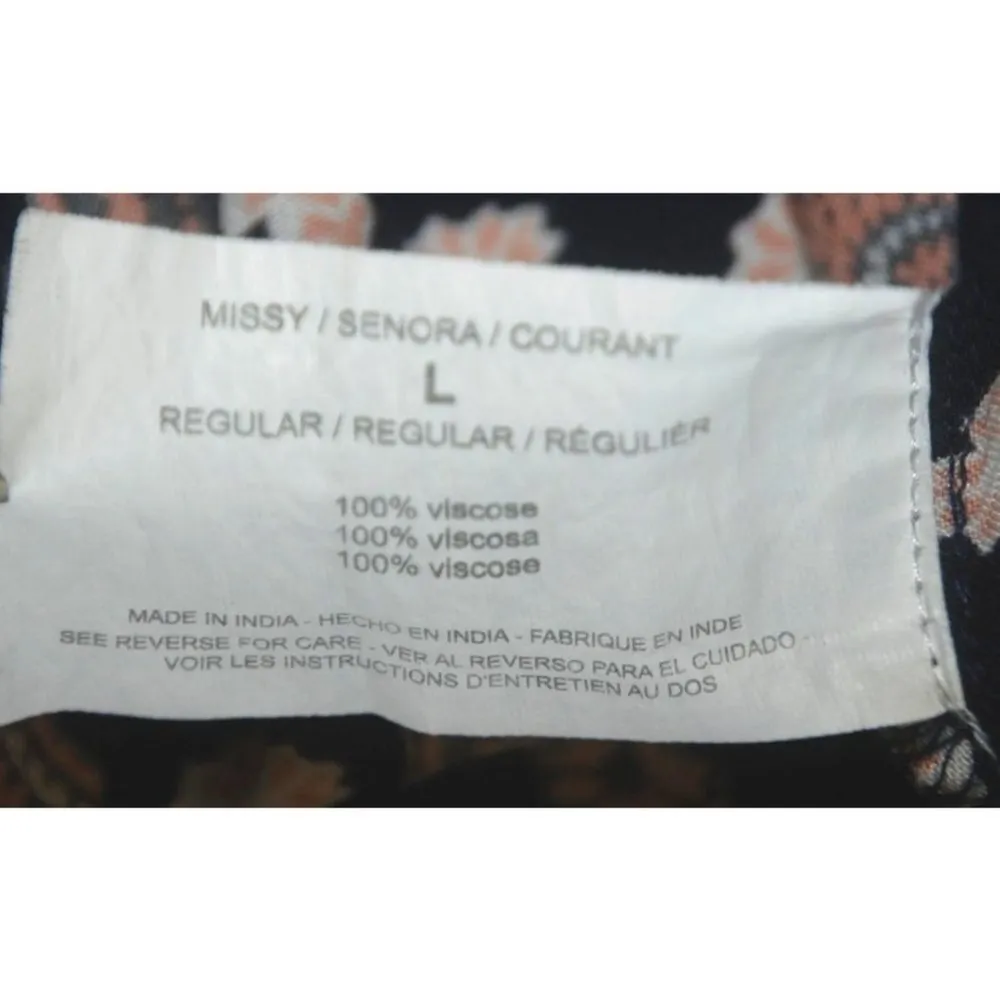 MISSY / SENORA / COURANT
L
REGULAR / REGULAR / RÉGULIER
100% viscose
100% viscosa
100% viscose
MADE IN INDIA - HECHO EN INDIA - FABRIQUE EN INDE
SEE REVERSE FOR CARE - VER AL REVERSO PARA EL CUIDADO -
VOIR LES INSTRUCTIONS D'ENTRETIEN AU DOS